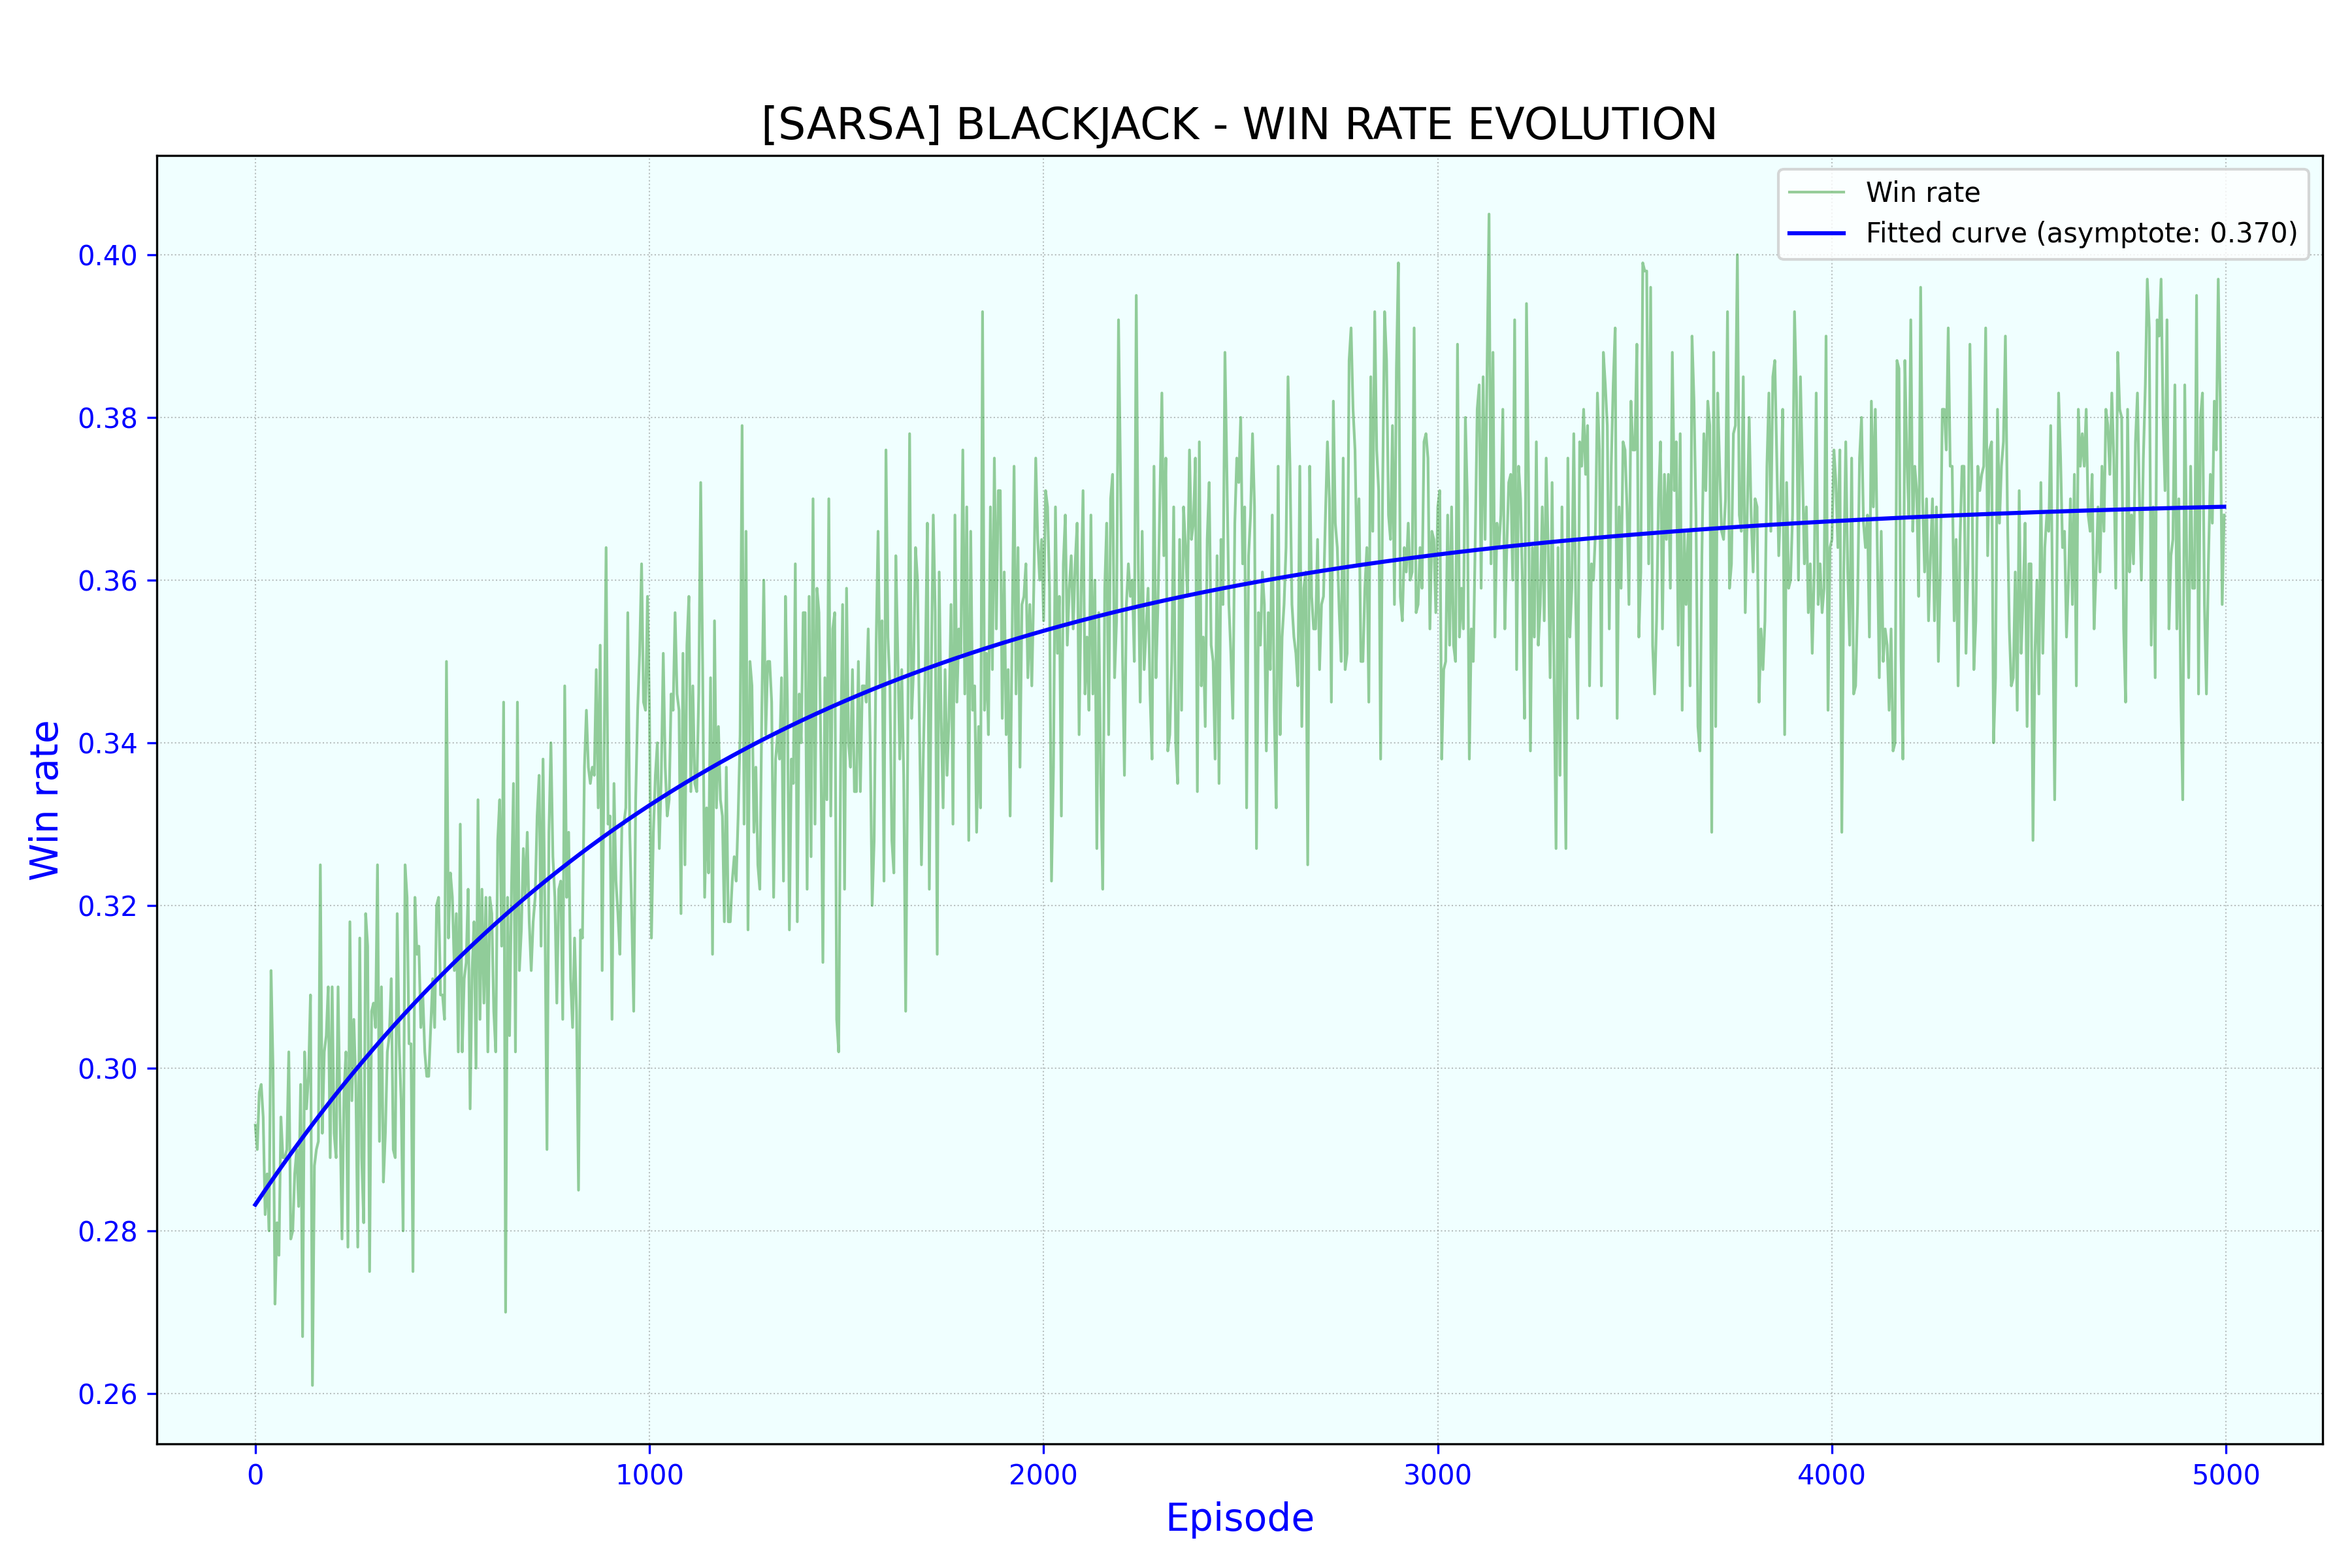 [SARSA] BLACKJACK - WIN RATE EVOLUTION
Win rate
Fitted curve (asymptote: 0.370)
0.40
0.38
0.36
0.34
0.32
0.30
0.28
0.26
Win rate
0 1000 2000 3000 4000 5000
Episode